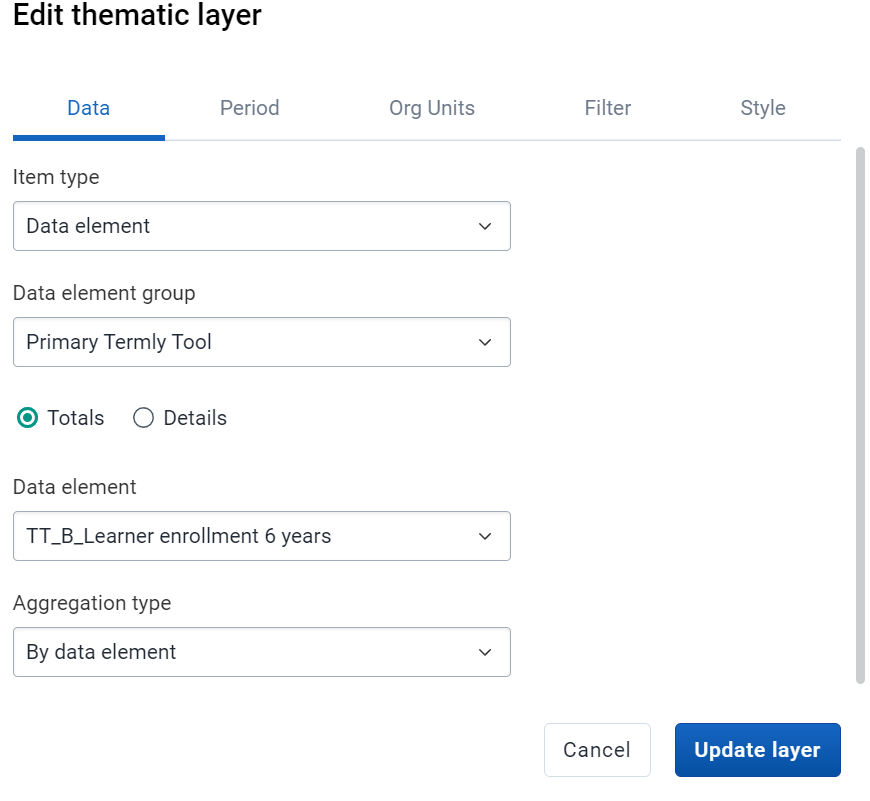 Edit thematic layer
Data Period Org Units Filter Style
Item type
Data element
Data element group
Primary Termly Tool
Totals Details
Data element
TT_B_Learner enrollment 6 years
Aggregation type
By data element
Cancel Update layer